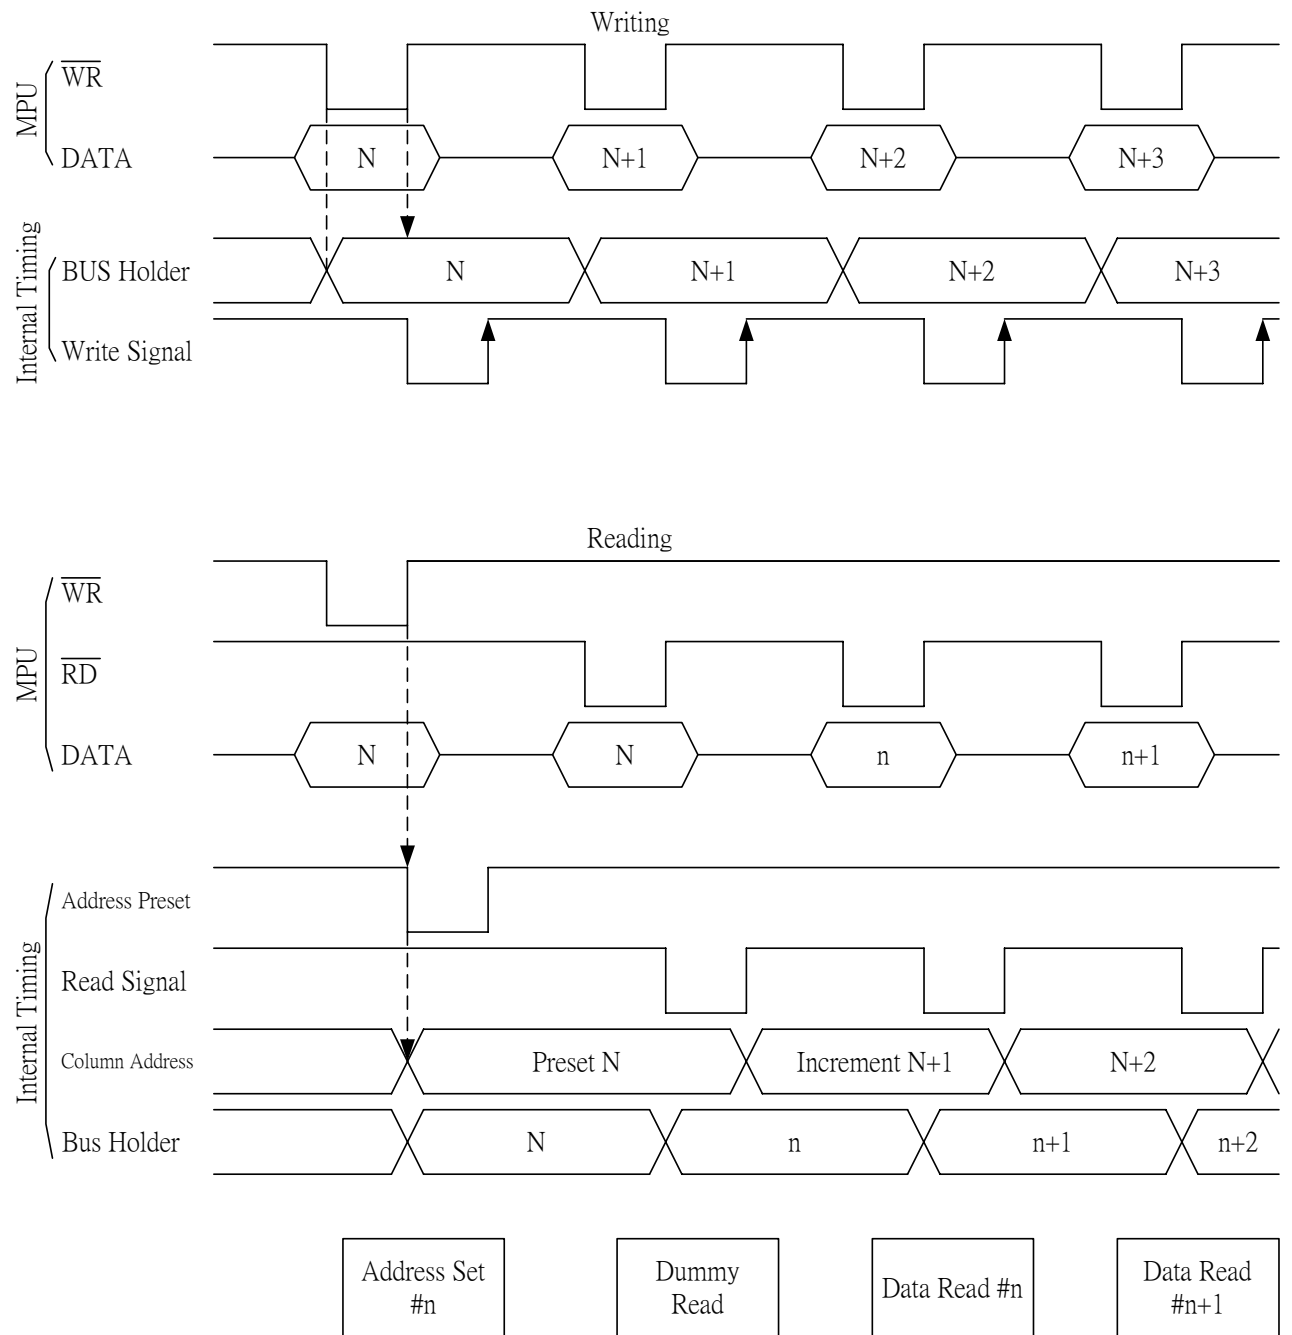 Writing
MPU
WR
DATA
N
N+1
N+2
N+3
Internal Timing
BUS Holder
N
N+1
N+2
N+3
Write Signal
Reading
MPU
WR
RD
DATA
N
N
n
n+1
Internal Timing
Address Preset
Read Signal
Column Address
Preset N
Increment N+1
N+2
Bus Holder
N
n
n+1
n+2
Address Set
#n
Dummy
Read
Data Read #n
Data Read
#n+1